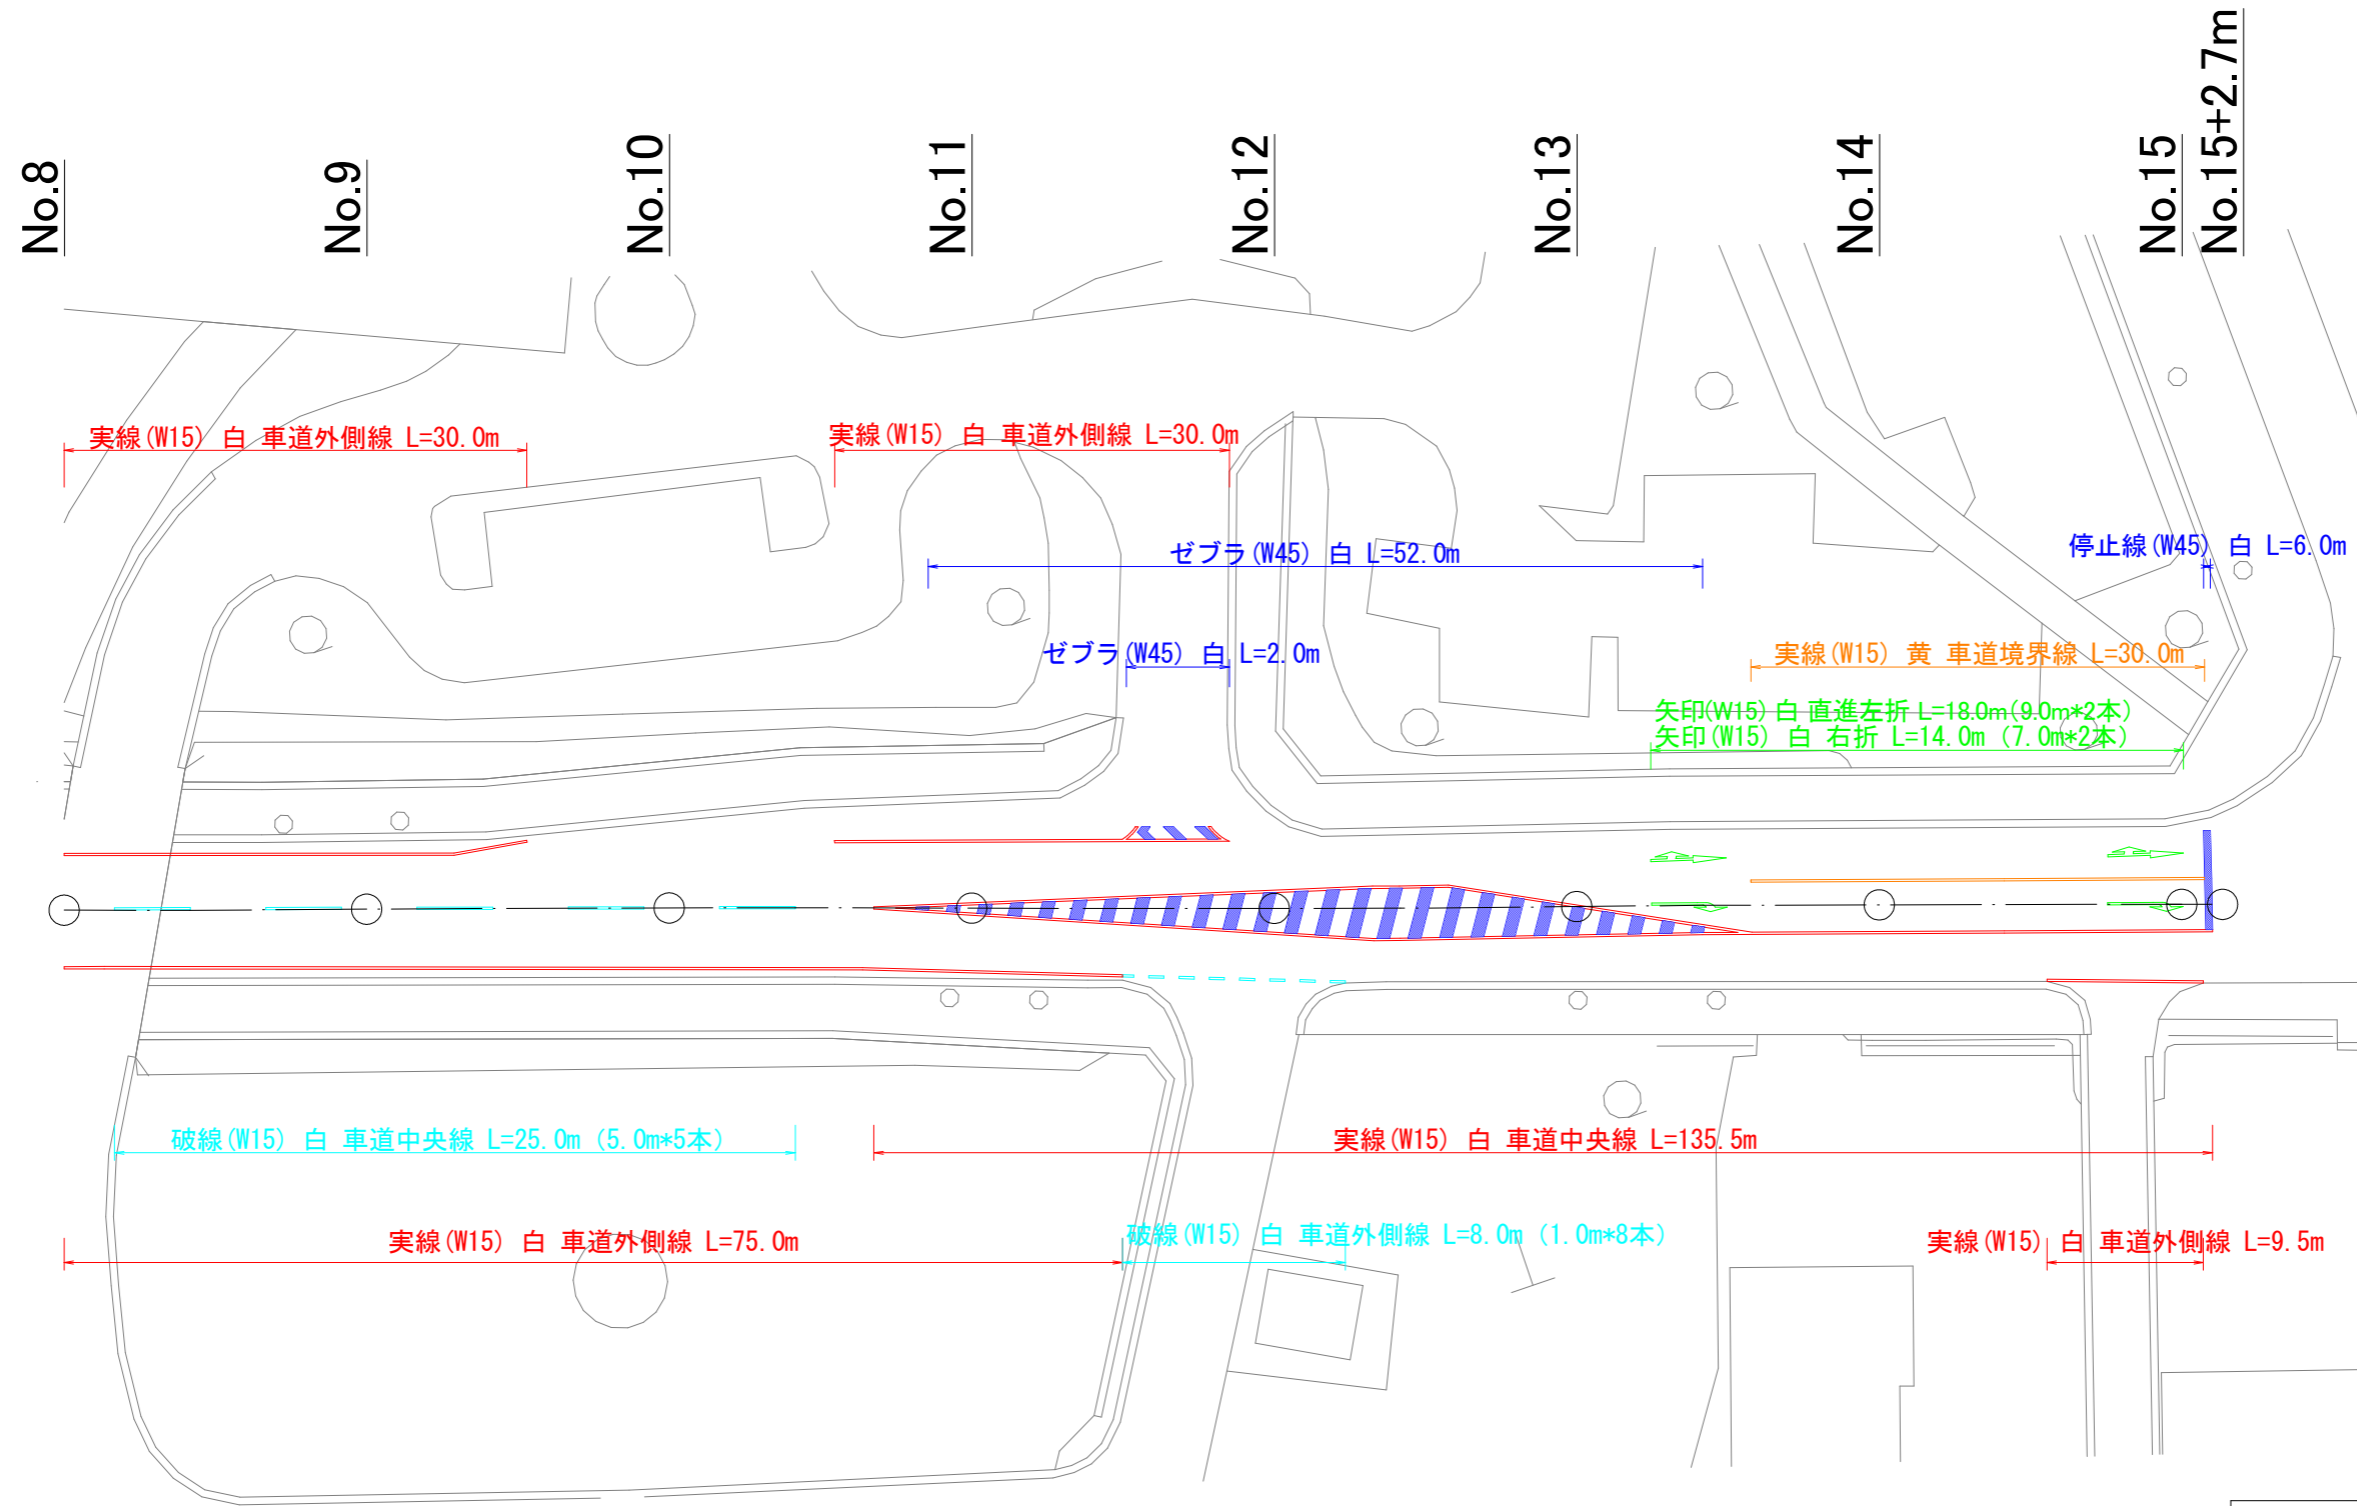 No.8
No.9
No.10
No.11
No.12
No.13
No.14
No.15
No.15+2.7m
実線(W15) 白 車道外側線 L=30.0m
実線(W15) 白 車道外側線 L=30.0m
ゼブラ(W45) 白 L=52.0m
停止線(W45) 白 L=6.0m
ゼブラ(W45) 白 L=2.0m
実線(W15) 黄 車道境界線 L=30.0m
矢印(W15) 白 直進左折 L=18.0m(9.0m*2本)
矢印(W15) 白 右折 L=14.0m (7.0m*2本)
破線(W15) 白 車道中央線 L=25.0m (5.0m*5本)
実線(W15) 白 車道中央線 L=135.5m
実線(W15) 白 車道外側線 L=75.0m
破線(W15) 白 車道外側線 L=8.0m (1.0m*8本)
実線(W15) 白 車道外側線 L=9.5m